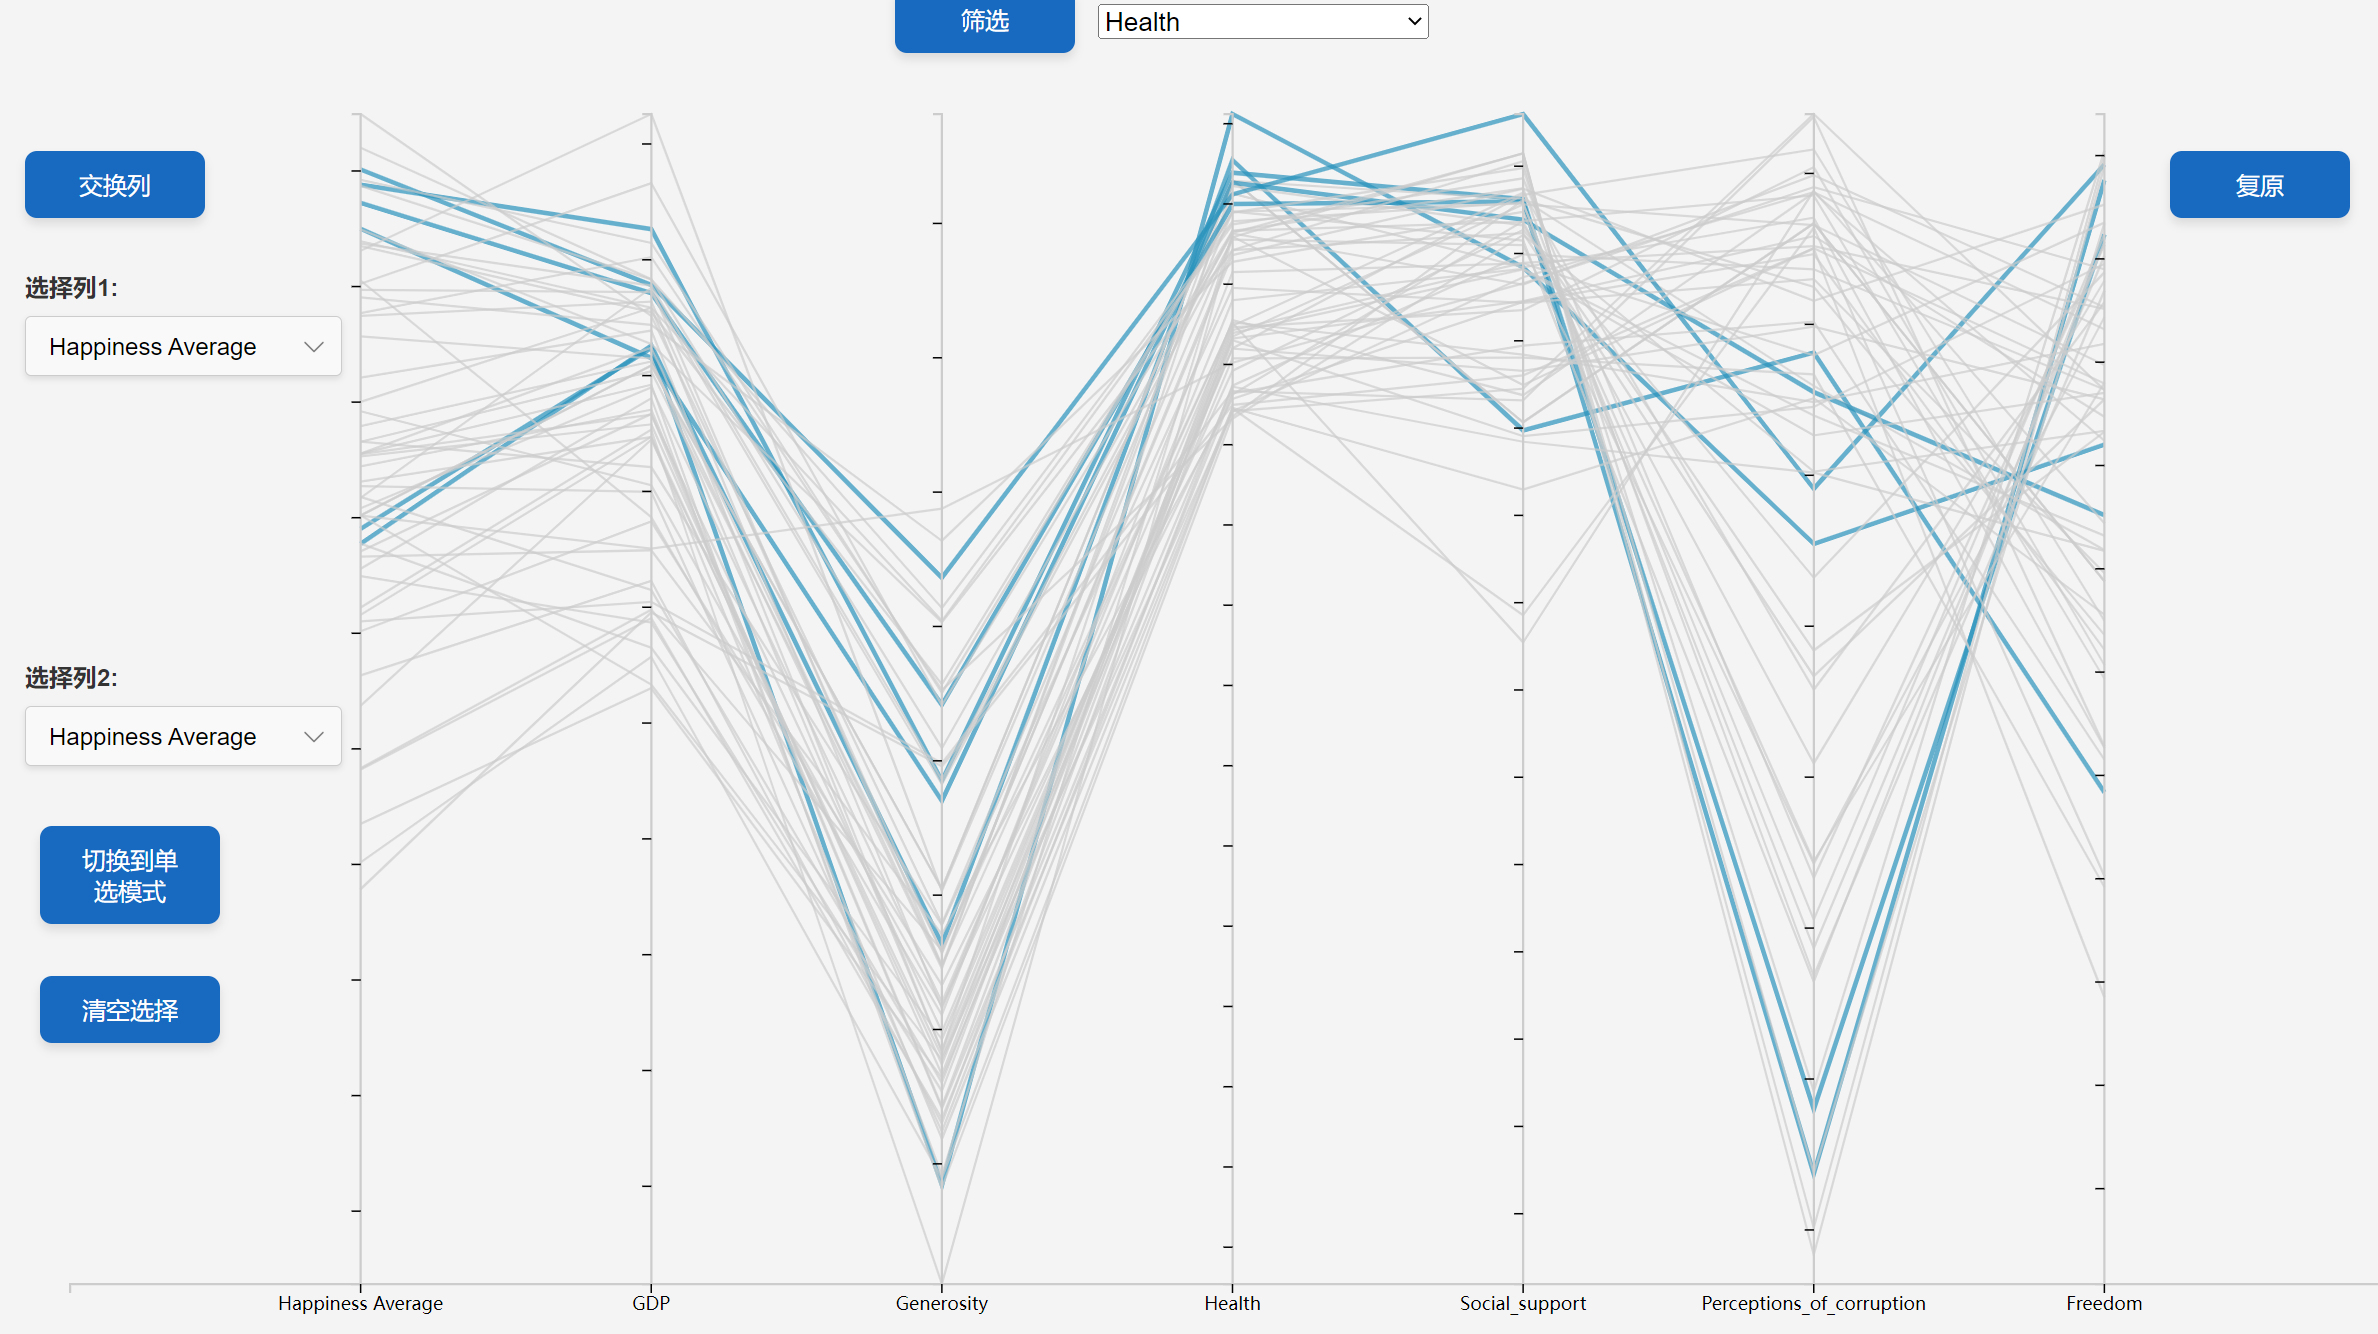 筛选
Health
交换列
复原
选择列1:
Happiness Average
选择列2:
Happiness Average
切换到单
选模式
清空选择
Happiness Average
GDP
Generosity
Health
Social_support
Perceptions_of_corruption
Freedom